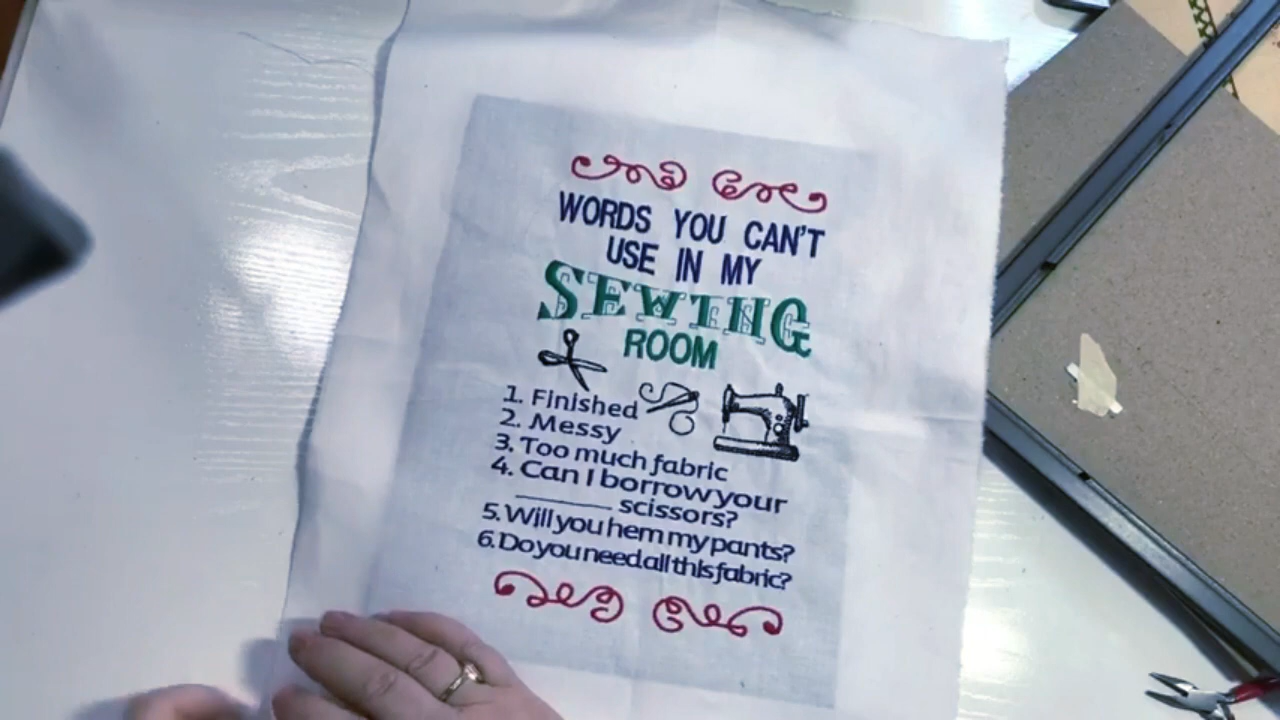 WORDS YOU CAN'T
USE IN MY
SEWING
ROOM
1. Finished
2. Messy
3. Too much fabric
4. Can I borrow your
______ scissors?
5. Will you hem my pants?
6. Do you need all this fabric?